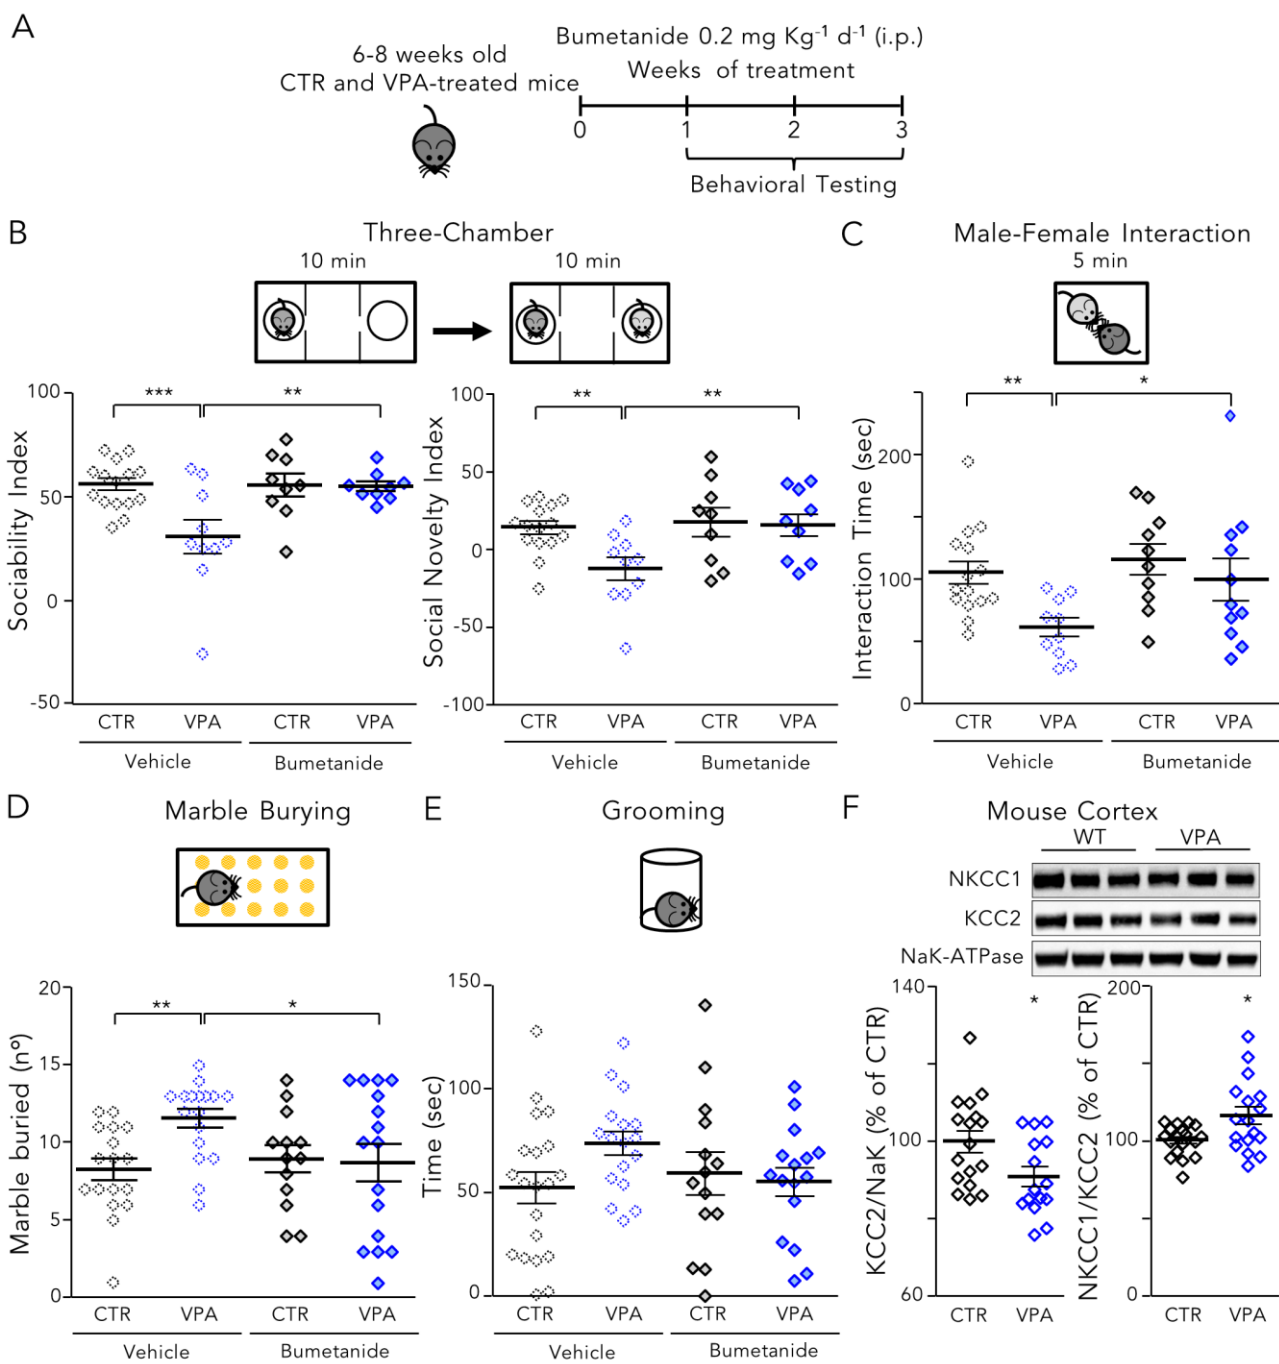 A
6-8 weeks old
CTR and VPA-treated mice
Bumetanide 0.2 mg Kg⁻¹ d⁻¹ (i.p.)
Weeks of treatment
0 1 2 3
Behavioral Testing
B
Three-Chamber
10 min 10 min
Sociability Index
100
50
0
-50
*** **
CTR VPA CTR VPA
Vehicle Bumetanide
Social Novelty Index
100
50
0
-50
-100
** **
CTR VPA CTR VPA
Vehicle Bumetanide
C
Male-Female Interaction
5 min
Interaction Time (sec)
200
100
0
** *
CTR VPA CTR VPA
Vehicle Bumetanide
D
Marble Burying
Marble buried (n°)
20
15
10
5
0
** *
CTR VPA CTR VPA
Vehicle Bumetanide
E
Grooming
Time (sec)
150
100
50
0
CTR VPA CTR VPA
Vehicle Bumetanide
F
Mouse Cortex
WT VPA
NKCC1
KCC2
NaK-ATPase
KCC2/NaK (% of CTR)
140
100
60
*
CTR VPA
NKCC1/KCC2 (% of CTR)
200
100
0
*
CTR VPA